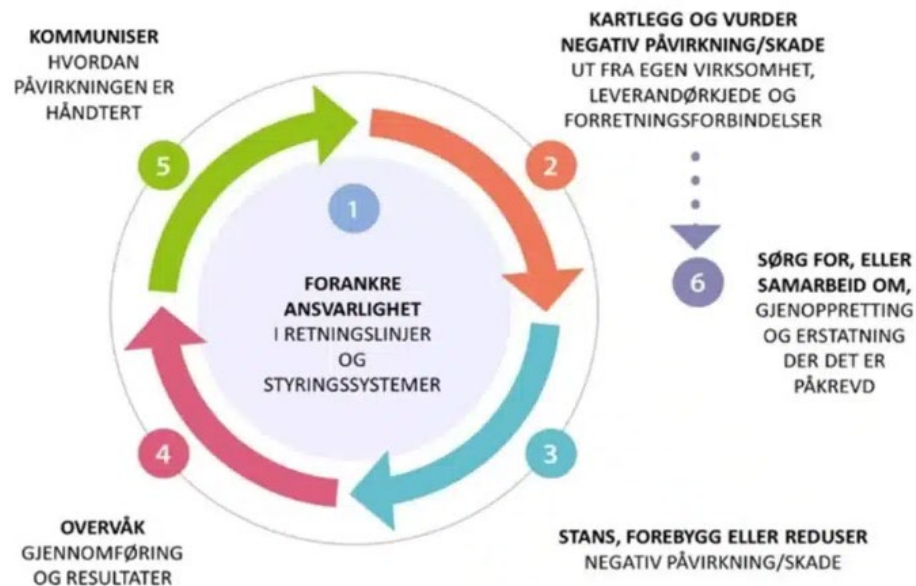 KOMMUNISER
HVORDAN
PÅVIRKNINGEN ER
HÅNDTERT
KARTLEGG OG VURDER
NEGATIV PÅVIRKNING/SKADE
UT FRA EGEN VIRKSOMHET,
LEVERANDØRKJEDE OG
FORRETNINGSFORBINDELSER
5
2
1
FORANKRE
ANSVARLIGHET
I RETNINGSLINJER
OG
STYRINGSSYSTEMER
6
SØRG FOR, ELLER
SAMARBEID OM,
GJENOPPRETTING
OG ERSTATNING
DER DET ER
PÅKREVD
4
3
OVERVÅK
GJENNOMFØRING
OG RESULTATER
STANS, FOREBYGG ELLER REDUSER
NEGATIV PÅVIRKNING/SKADE